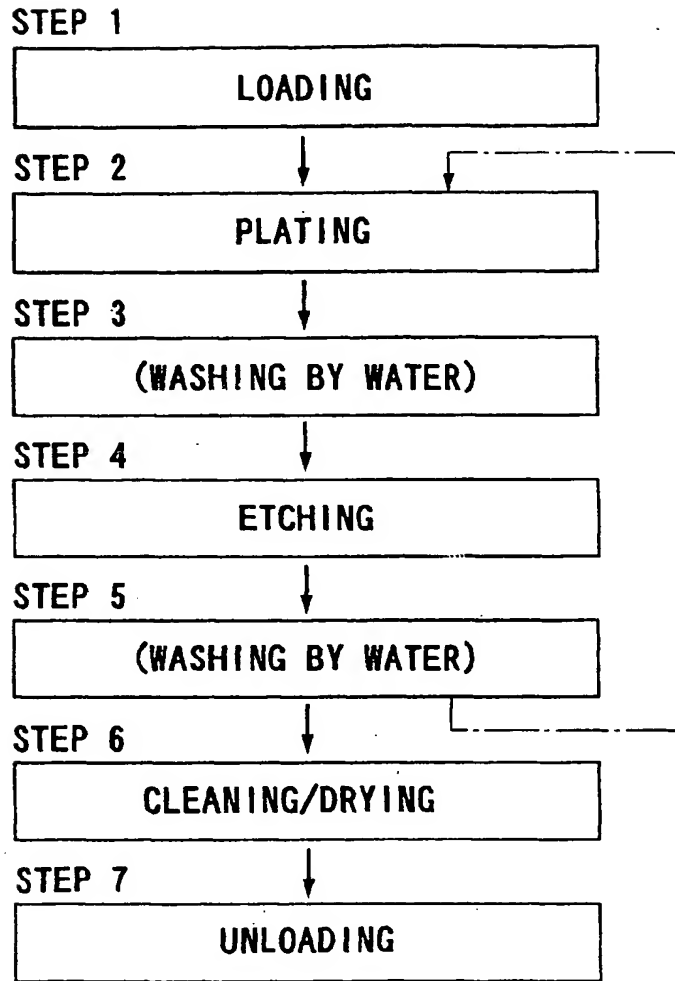 STEP 1
LOADING
STEP 2
PLATING
STEP 3
(WASHING BY WATER)
STEP 4
ETCHING
STEP 5
(WASHING BY WATER)
STEP 6
CLEANING/DRYING
STEP 7
UNLOADING